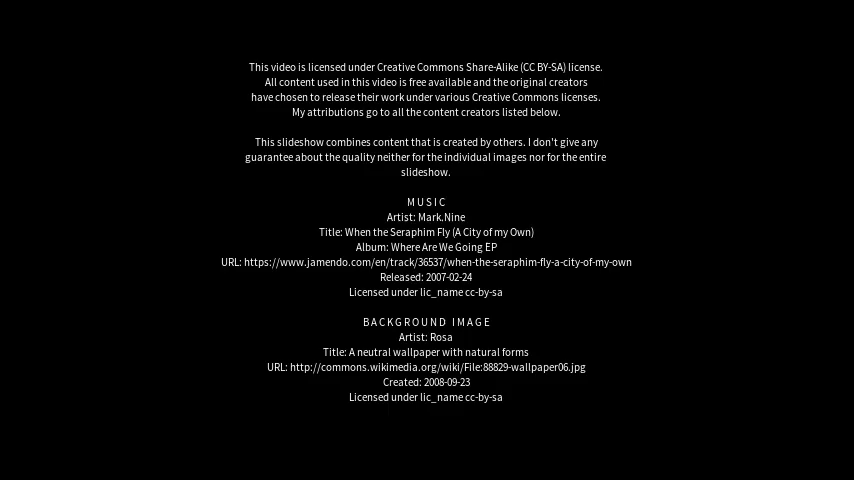 This video is licensed under Creative Commons Share-Alike (CC BY-SA) license.
All content used in this video is free available and the original creators
have chosen to release their work under various Creative Commons licenses.
My attributions go to all the content creators listed below.
This slideshow combines content that is created by others. I don't give any
guarantee about the quality neither for the individual images nor for the entire
slideshow.
MUSIC
Artist: Mark.Nine
Title: When the Seraphim Fly (A City of my Own)
Album: Where Are We Going EP
URL: https://www.jamendo.com/en/track/36537/when-the-seraphim-fly-a-city-of-my-own
Released: 2007-02-24
Licensed under lic_name cc-by-sa
BACKGROUND IMAGE
Artist: Rosa
Title: A neutral wallpaper with natural forms
URL: http://commons.wikimedia.org/wiki/File:88829-wallpaper06.jpg
Created: 2008-09-23
Licensed under lic_name cc-by-sa